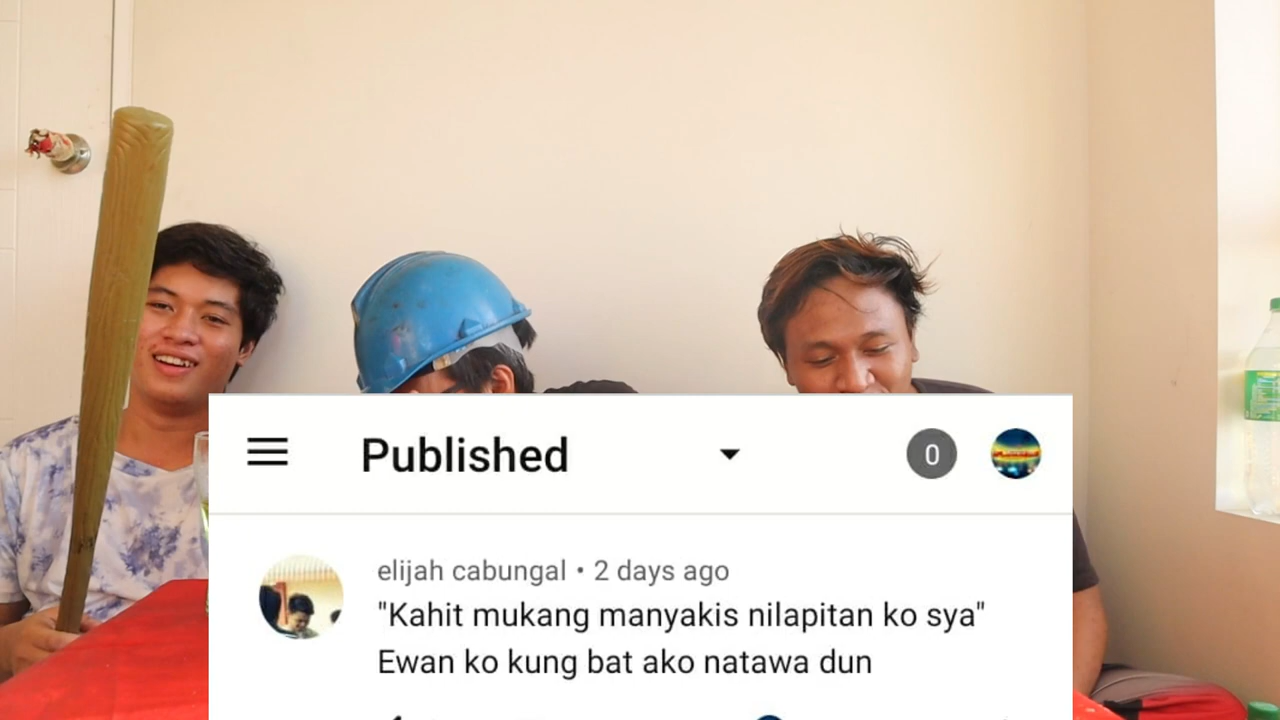 Published
0
elijah cabungal • 2 days ago
"Kahit mukang manyakis nilapitan ko sya"
Ewan ko kung bat ako natawa dun